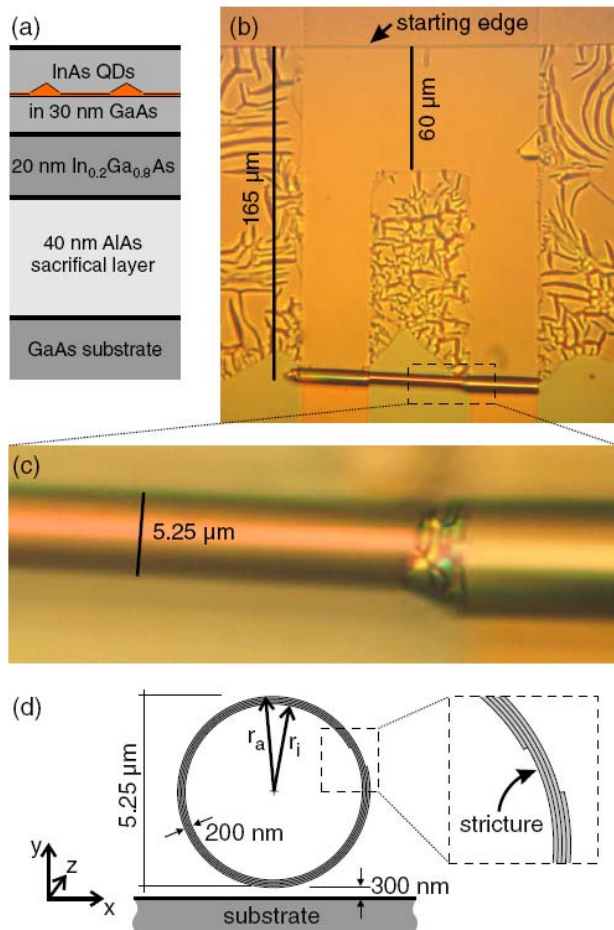 (a)
InAs QDs
in 30 nm GaAs
20 nm In₀.₂Ga₀.₈As
40 nm AlAs
sacrifical layer
GaAs substrate
(b)
starting edge
60 µm
165 µm
(c)
5.25 µm
(d)
5.25 µm
rₐ
rᵢ
200 nm
300 nm
substrate
stricture
y
z
x